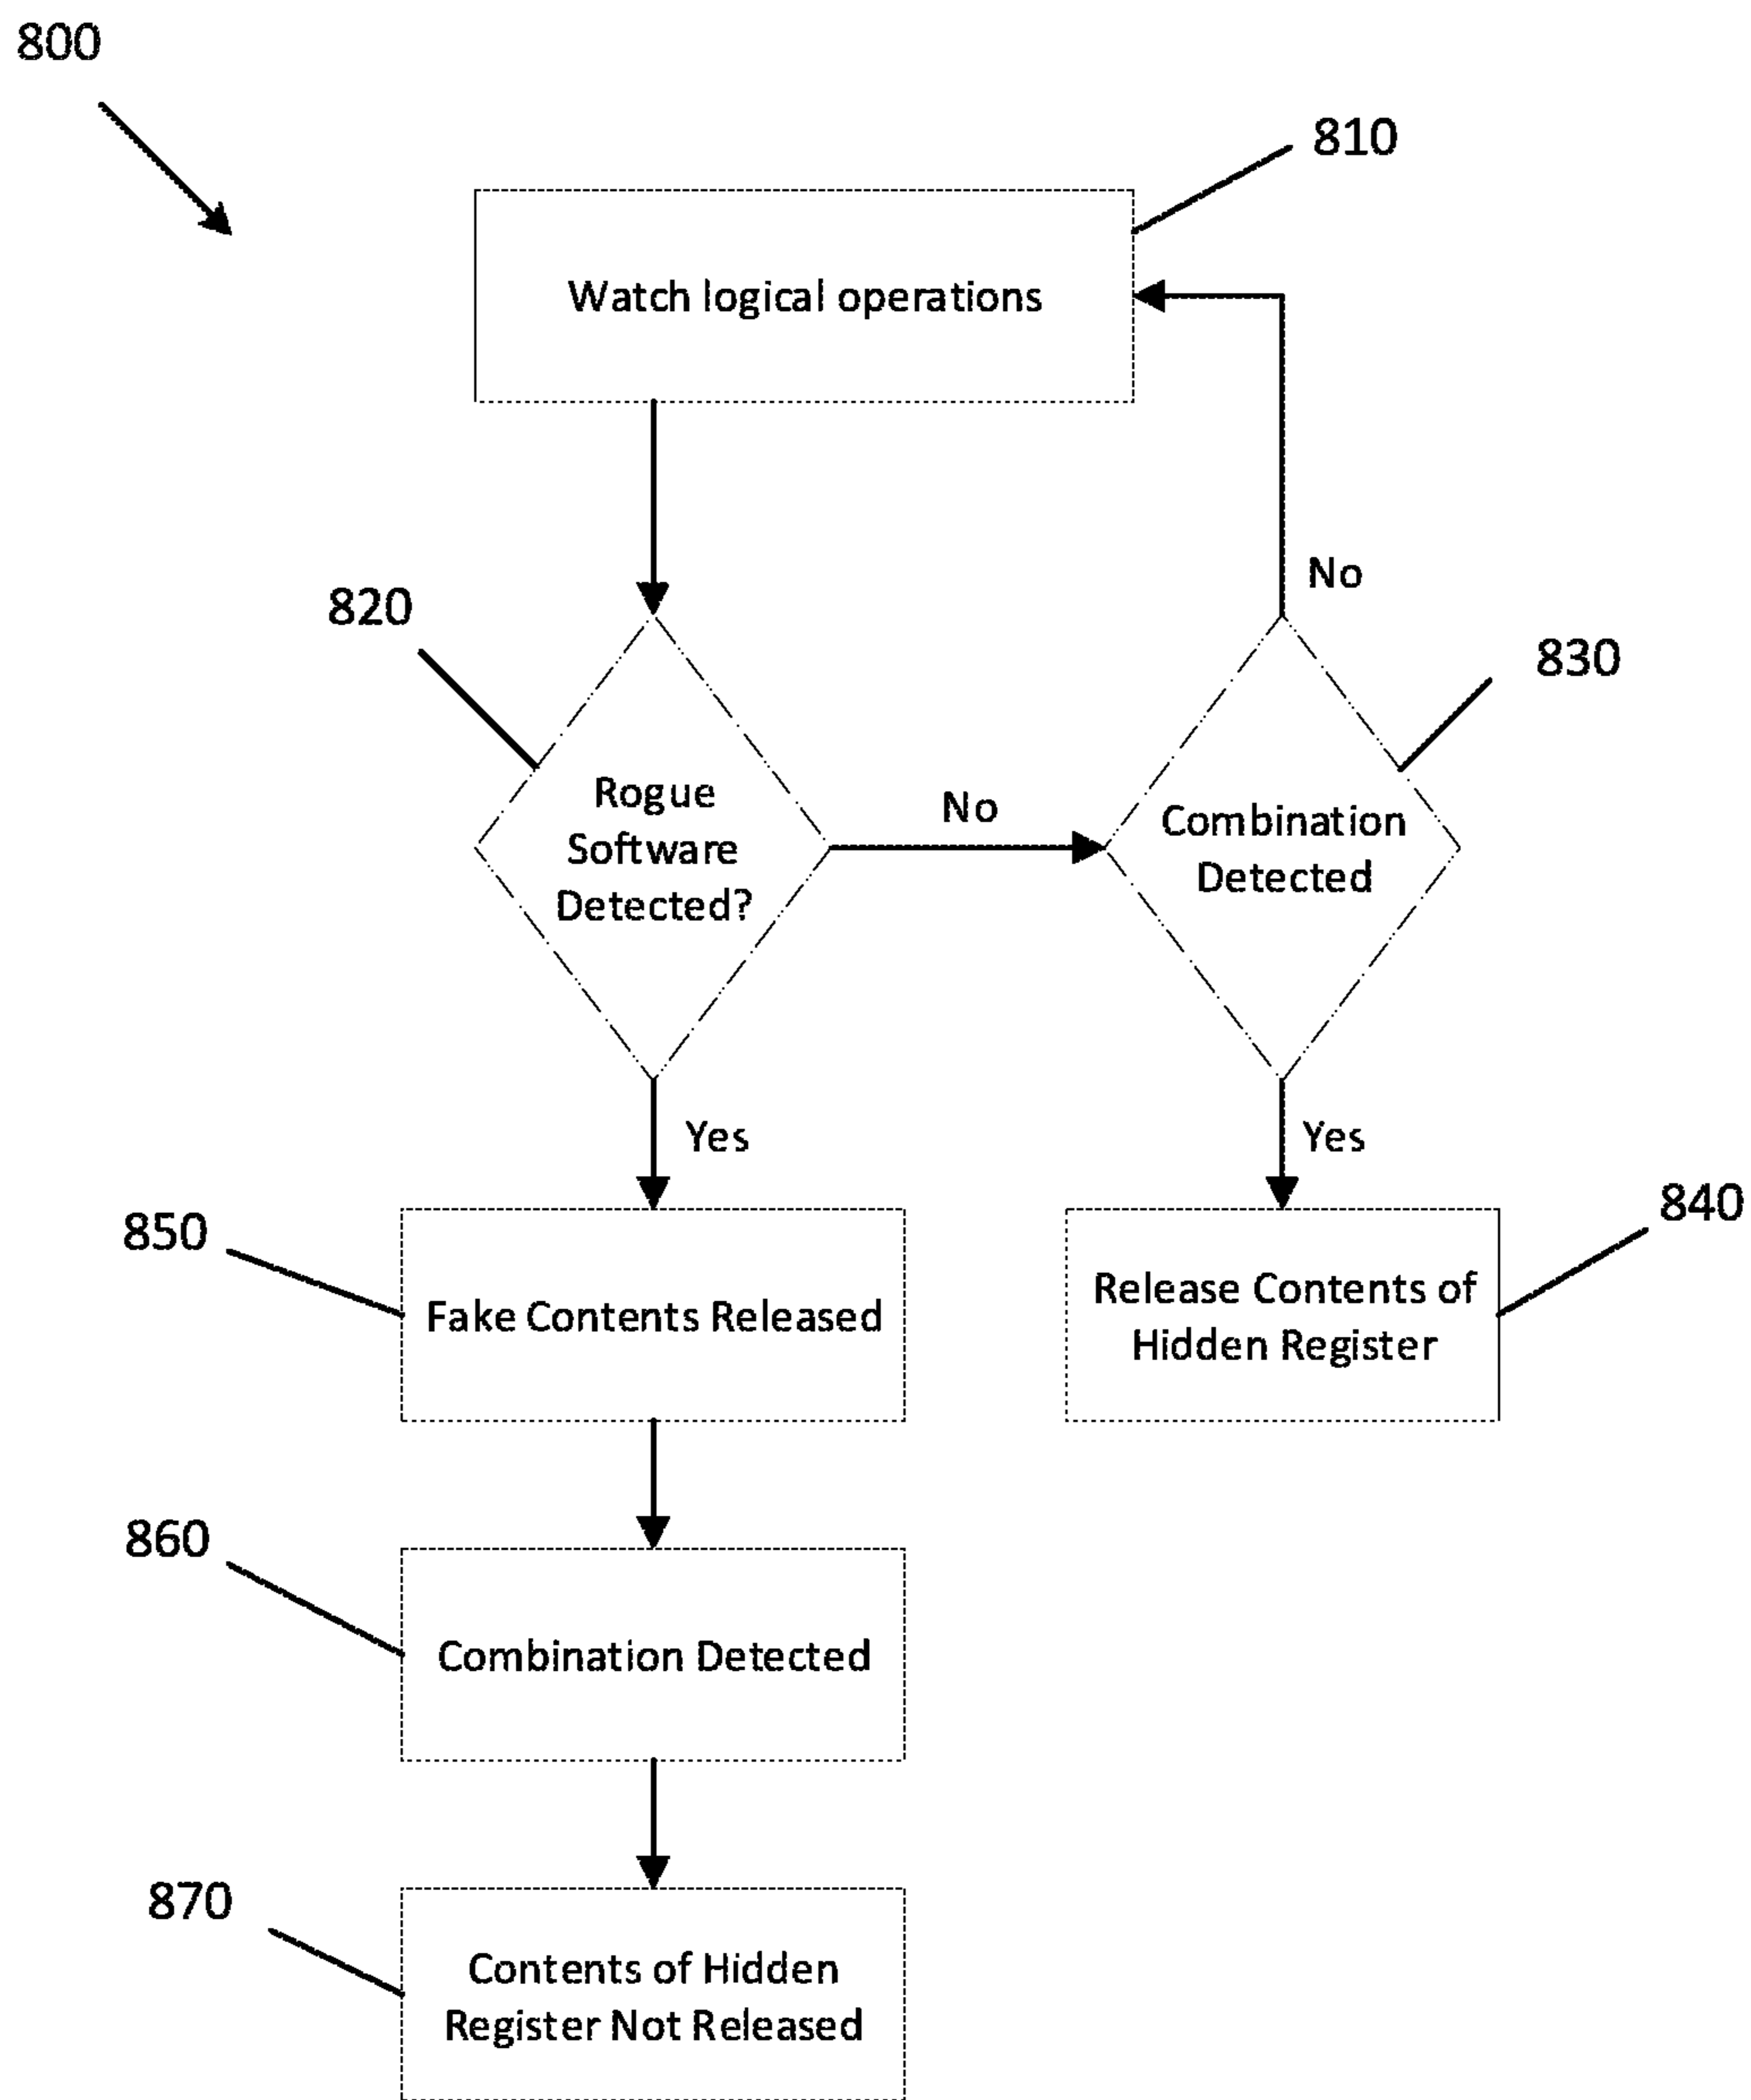 800
810
Watch logical operations
No
820
830
Rogue
Software
Detected?
No
Combination
Detected
Yes
Yes
840
850
Release Contents of
Hidden Register
Fake Contents Released
860
Combination Detected
870
Contents of Hidden
Register Not Released